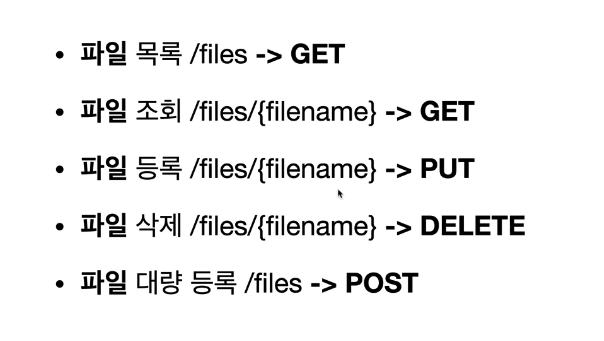 • 파일 목록 /files -> GET
• 파일 조회 /files/{filename} -> GET
• 파일 등록 /files/{filename} -> PUT
• 파일 삭제 /files/{filename} -> DELETE
• 파일 대량 등록 /files -> POST